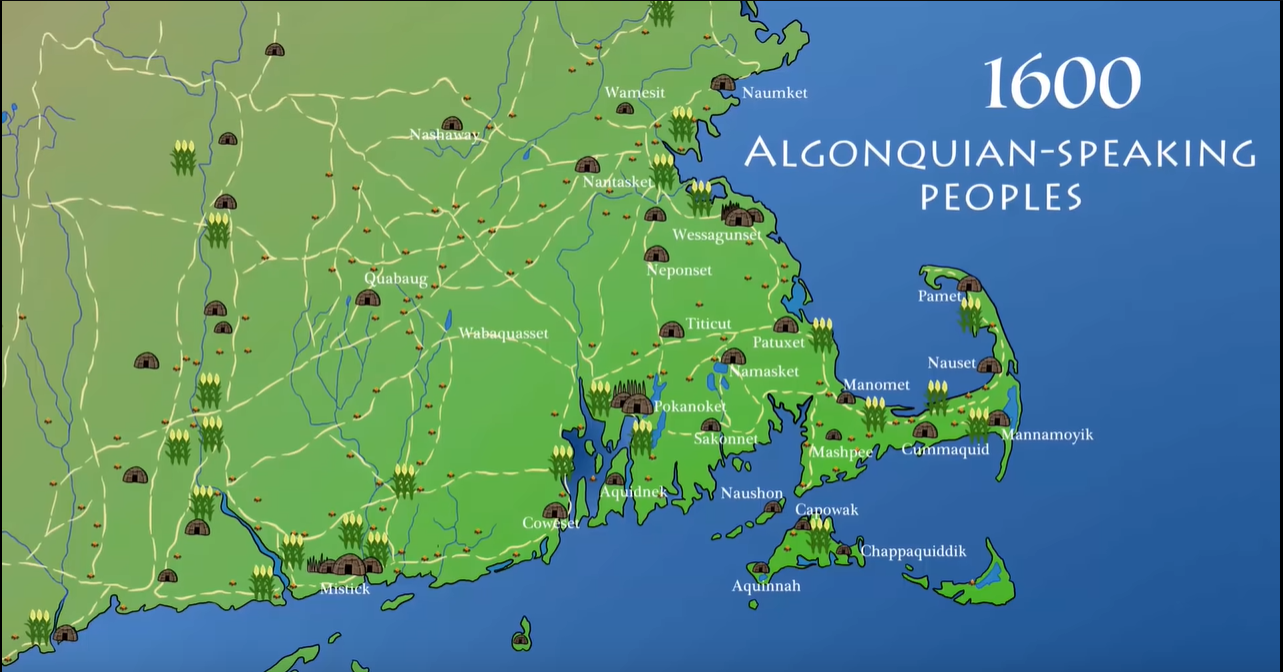 1600
ALGONQUIAN-SPEAKING
PEOPLES
Wamesit
Naumket
Nashaway
Nantasket
Wessagunset
Neponset
Quabaug
Pamet
Titicut
Wabaquasset
Patuxet
Nauset
Namasket
Manomet
Pokanoket
Sakonnet
Mannamoyik
Mashpee
Cummaquid
Aquidnek
Naushon
Capowak
Coweset
Chappaquiddik
Aquinnah
Mistick